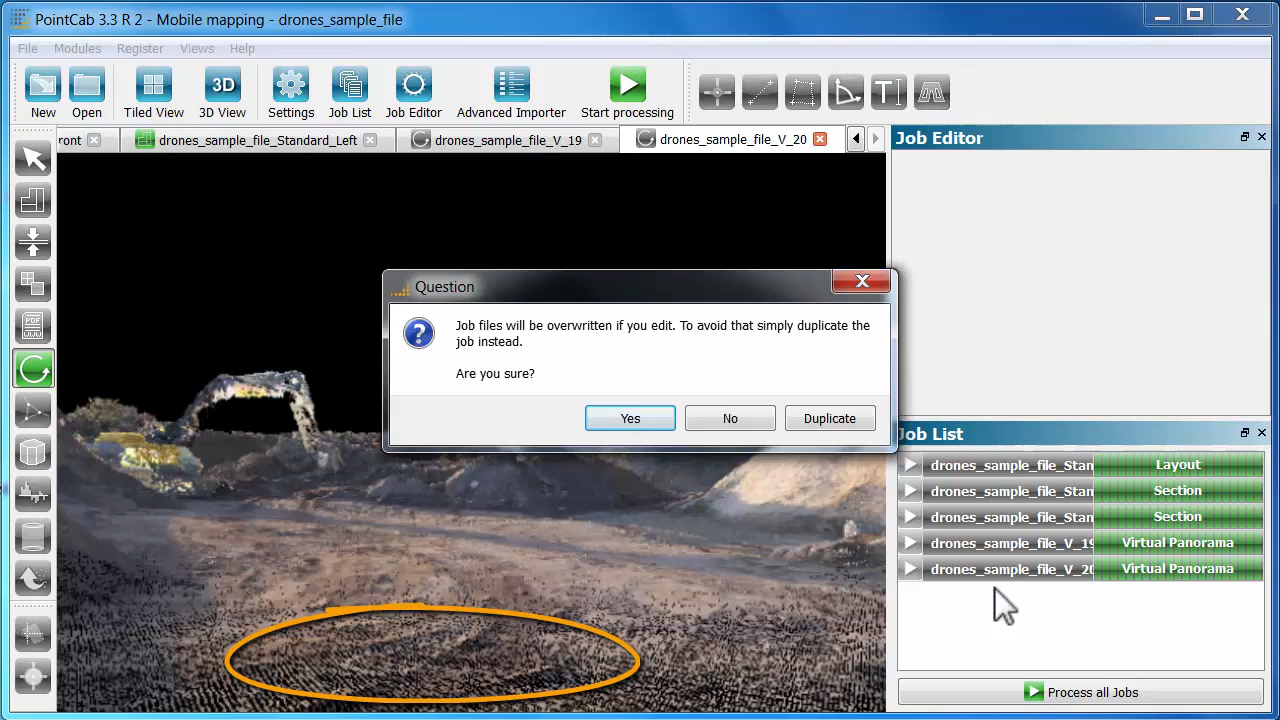 PointCab 3.3 R 2 - Mobile mapping - drones_sample_file
File Modules Register Views Help
3D
New Open Tiled View 3D View Settings Job List Job Editor Advanced Importer Start processing
ront drones_sample_file_Standard_Left drones_sample_file_V_19 drones_sample_file_V_20
Job Editor
PDF
Question
Job files will be overwritten if you edit. To avoid that simply duplicate the
job instead.
Are you sure?
Yes No Duplicate
Job List
drones_sample_file_Stan Layout
drones_sample_file_Stan Section
drones_sample_file_Stan Section
drones_sample_file_V_19 Virtual Panorama
drones_sample_file_V_20 Virtual Panorama
Process all Jobs